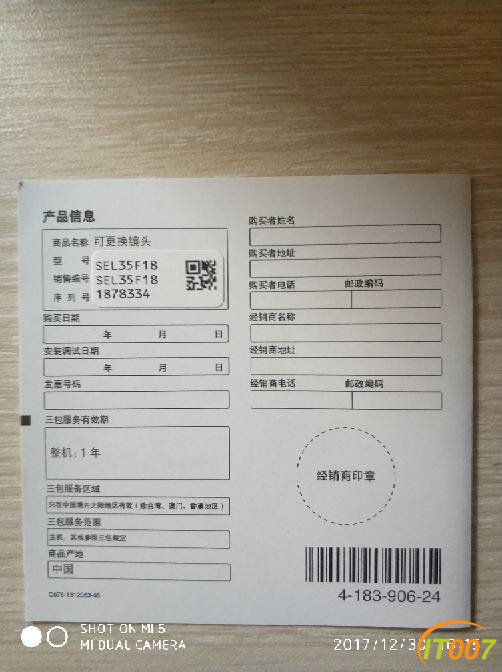 产品信息
商品名称 可更换镜头
型 号 SEL35F18
销售编号 SEL35F18
序 列 号 1878334
购买日期
年 月 日
安装调试日期
年 月 日
发票号码
三包服务有效期
整机：1 年
三包服务区域
只在中国境内大陆地区有效（除台湾、澳门、香港地区）
三包服务范围
主机，其他参照三包规定
商品产地
中国
购买者姓名
购买者地址
购买者电话 邮政编码
经销商名称
经销商地址
经销商电话 邮政编码
经销商印章
4-183-906-24
SHOT ON MI 5
MI DUAL CAMERA
2017/12/30
IT007